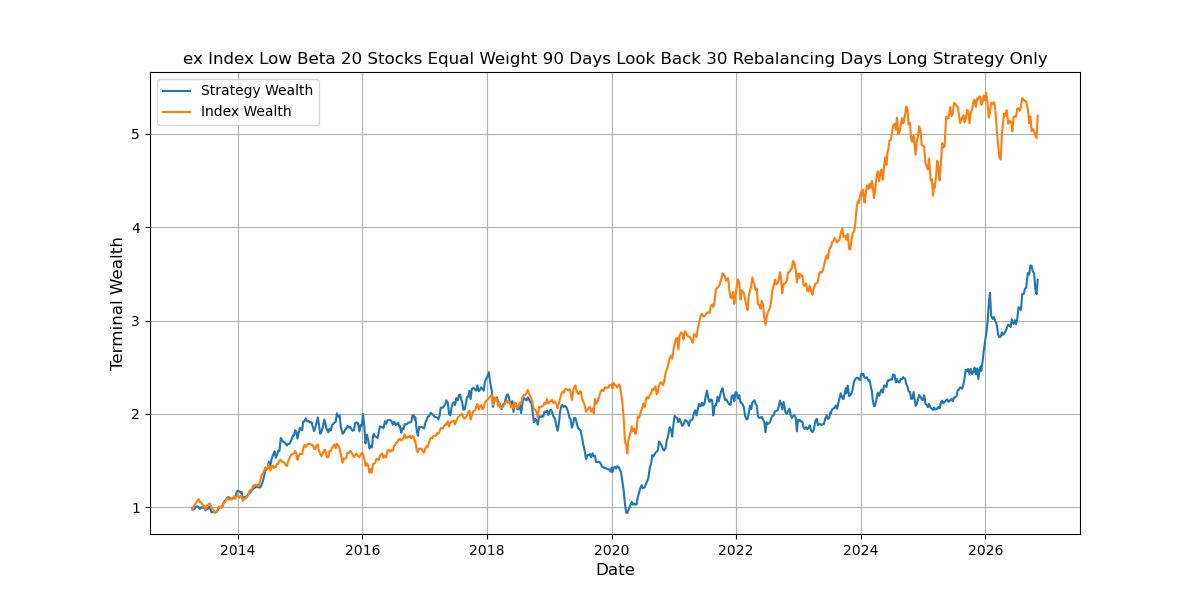 ex Index Low Beta 20 Stocks Equal Weight 90 Days Look Back 30 Rebalancing Days Long Strategy Only
Strategy Wealth
Index Wealth
Terminal Wealth
5
4
3
2
1
2014 2016 2018 2020 2022 2024 2026
Date